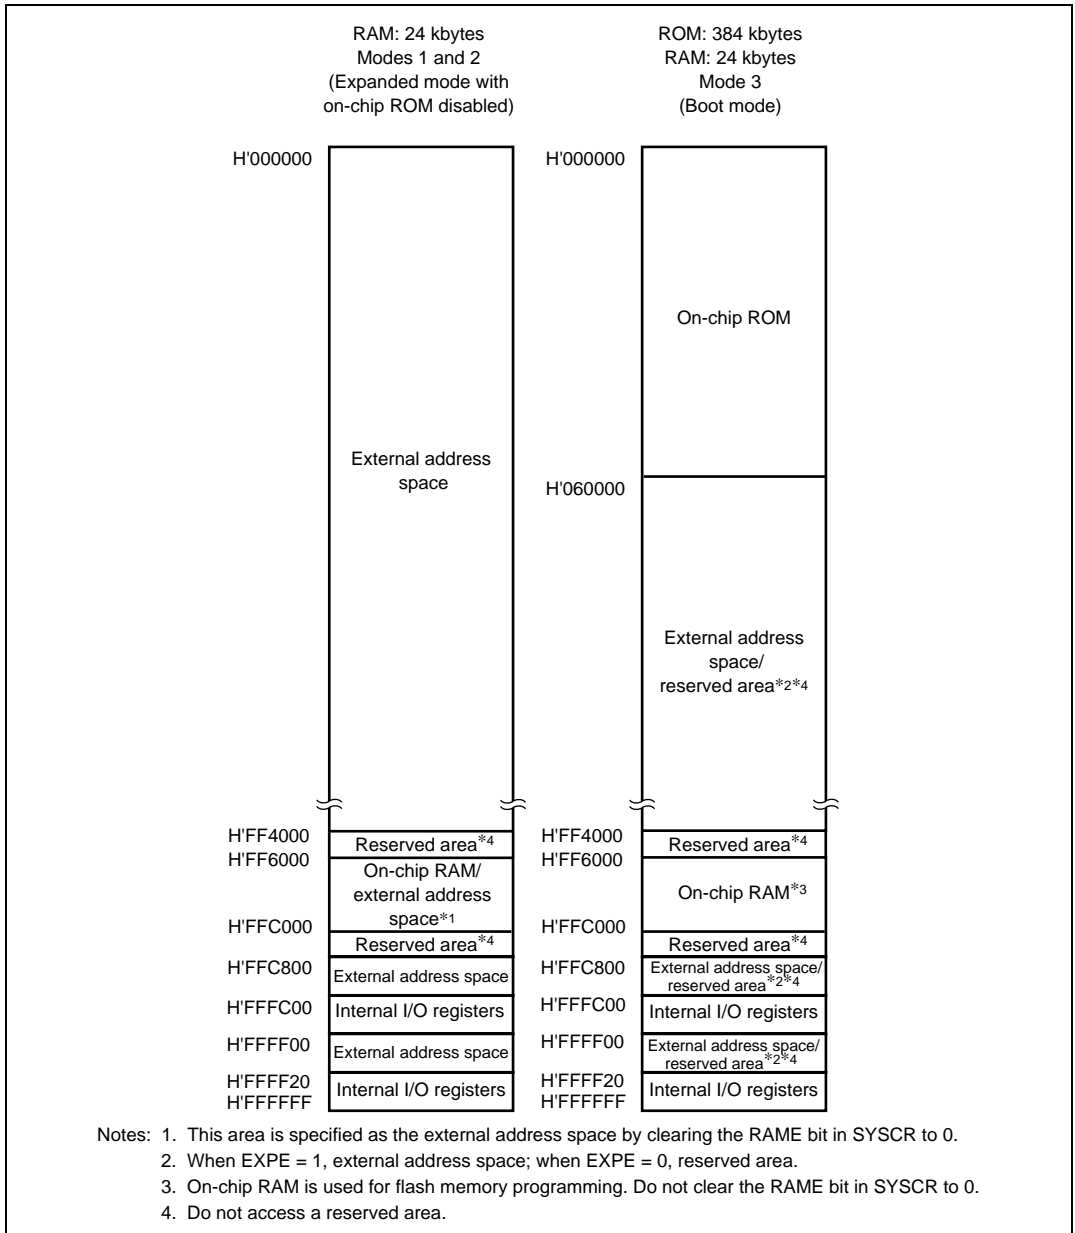 RAM: 24 kbytes
Modes 1 and 2
(Expanded mode with
on-chip ROM disabled)
H'000000
External address
space
H'FF4000
Reserved area*4
H'FF6000
On-chip RAM/
external address
space*1
H'FFC000
Reserved area*4
H'FFC800
External address space
H'FFFC00
Internal I/O registers
H'FFFF00
External address space
H'FFFF20
Internal I/O registers
H'FFFFFF
ROM: 384 kbytes
RAM: 24 kbytes
Mode 3
(Boot mode)
H'000000
On-chip ROM
H'060000
External address
space/
reserved area*2*4
H'FF4000
Reserved area*4
H'FF6000
On-chip RAM*3
H'FFC000
Reserved area*4
H'FFC800
External address space/
reserved area*2*4
H'FFFC00
Internal I/O registers
H'FFFF00
External address space/
reserved area*2*4
H'FFFF20
Internal I/O registers
H'FFFFFF
Notes: 1. This area is specified as the external address space by clearing the RAME bit in SYSCR to 0.
2. When EXPE = 1, external address space; when EXPE = 0, reserved area.
3. On-chip RAM is used for flash memory programming. Do not clear the RAME bit in SYSCR to 0.
4. Do not access a reserved area.